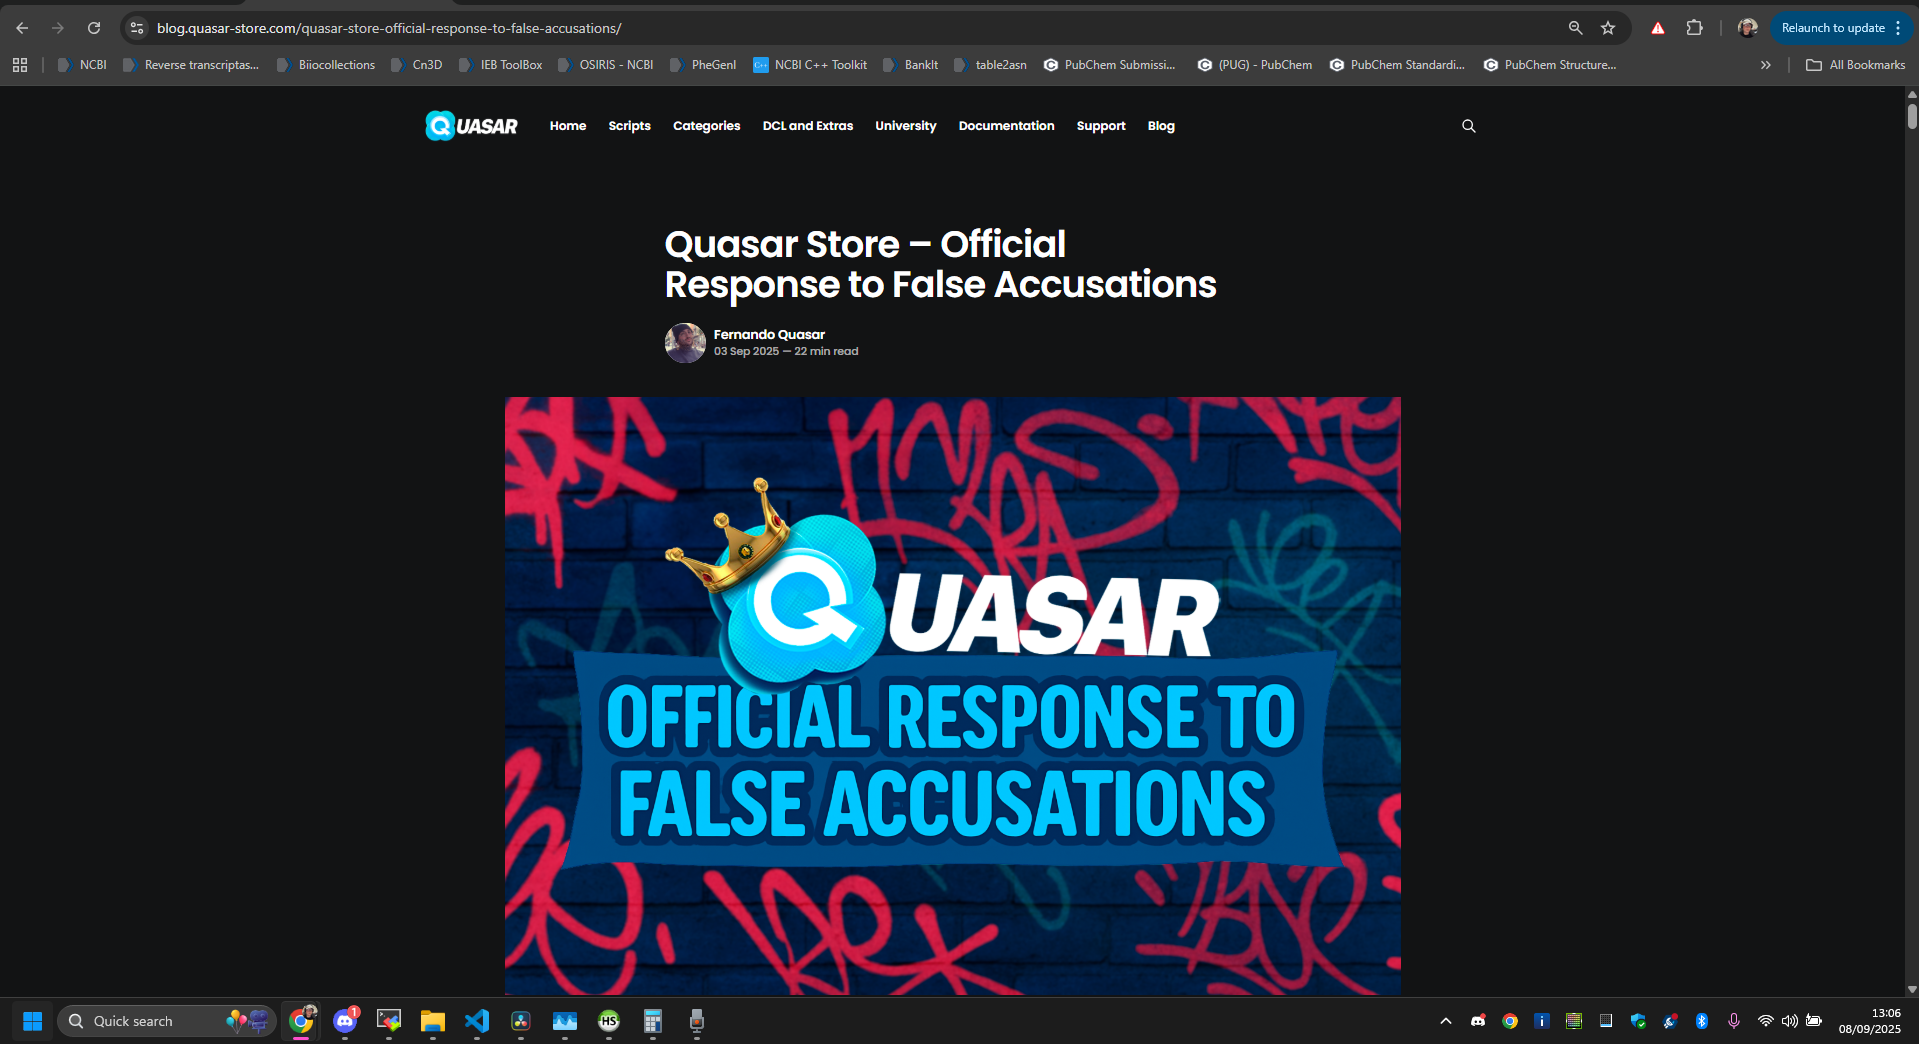 blog.quasar-store.com/quasar-store-official-response-to-false-accusations/
Relaunch to update
NCBI
Reverse transcriptas...
Biiocollections
Cn3D
IEB ToolBox
OSIRIS - NCBI
PheGenI
C++
NCBI C++ Toolkit
BankIt
table2asn
PubChem Submissi...
(PUG) - PubChem
PubChem Standardi...
PubChem Structure...
All Bookmarks
QUASAR
Home
Scripts
Categories
DCL and Extras
University
Documentation
Support
Blog
Quasar Store – Official
Response to False Accusations
Fernando Quasar
03 Sep 2025 — 22 min read
QUASAR
OFFICIAL RESPONSE TO
FALSE ACCUSATIONS
Quick search
1
HS
13:06
08/09/2025